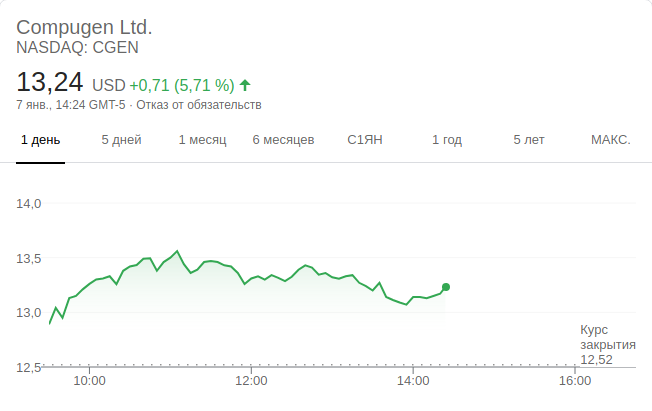 Compugen Ltd.
NASDAQ: CGEN
13,24 USD +0,71 (5,71 %)
7 янв., 14:24 GMT-5 · Отказ от обязательств
1 день 5 дней 1 месяц 6 месяцев С1ЯН 1 год 5 лет МАКС.
14,0
13,5
13,0
Курс
закрытия
12,52
12,5
10:00 12:00 14:00 16:00